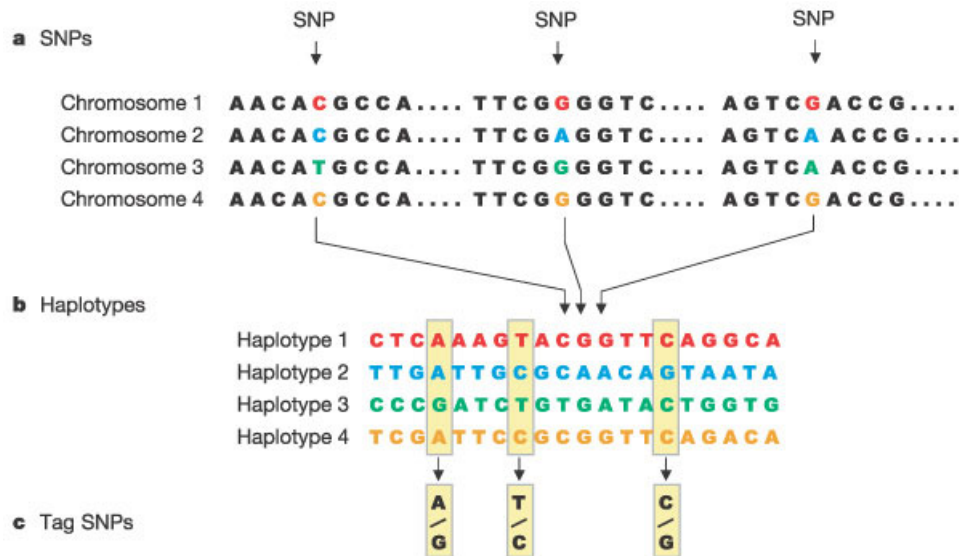 SNP SNP SNP
a SNPs
Chromosome 1 AACACGCCA.... TTCGGGGTC.... AGTCGACCG....
Chromosome 2 AACACGCCA.... TTCGAGGTC.... AGTCAACCG....
Chromosome 3 AACATGCCA.... TTCGGGGTC.... AGTCAACCG....
Chromosome 4 AACACGCCA.... TTCGGGGTC.... AGTCGACCG....
b Haplotypes
Haplotype 1 CTCAAAGTACGGTTCAGGCA
Haplotype 2 TTGATTGCGCAACAGTAATA
Haplotype 3 CCCGATCTGTGATACTGGTG
Haplotype 4 TCGATTCCGCGGTTCAGACA
c Tag SNPs A/G T/C C/G